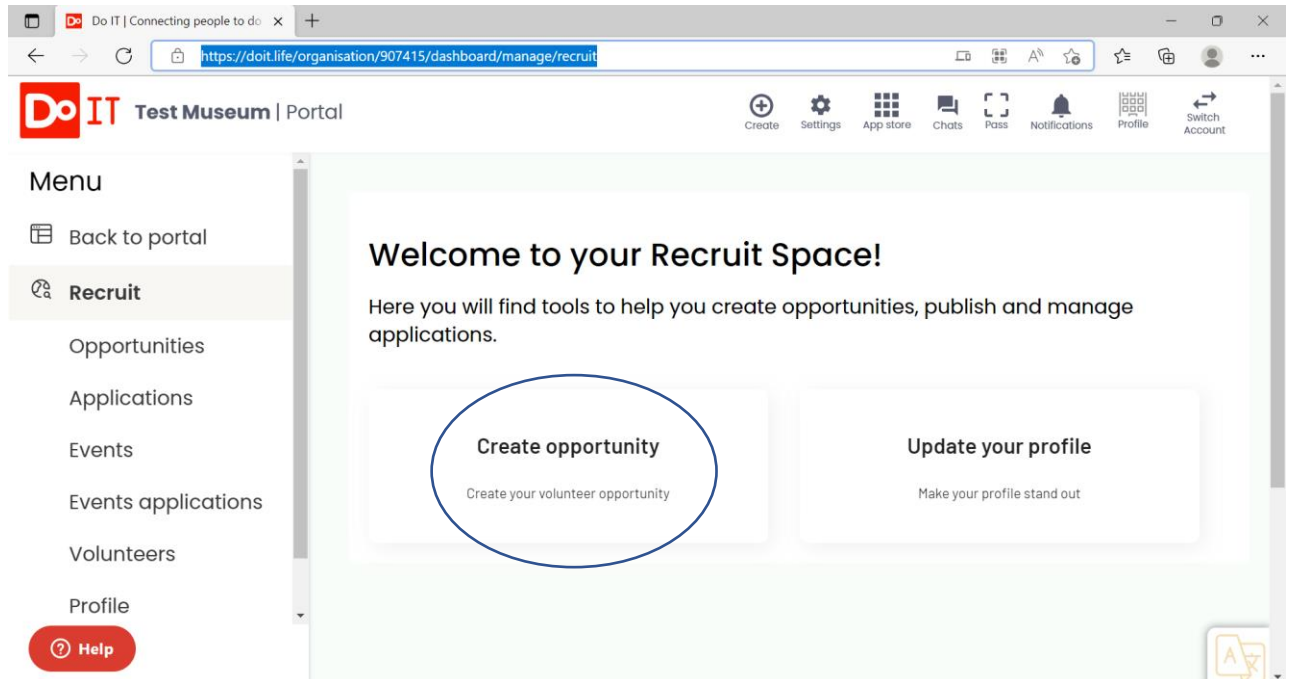 Do IT | Connecting people to do
https://doit.life/organisation/907415/dashboard/manage/recruit
Do IT Test Museum | Portal
Create
Settings
App store
Chats
Pass
Notifications
Profile
Switch
Account
Menu
Back to portal
Recruit
Opportunities
Applications
Events
Events applications
Volunteers
Profile
Help
Welcome to your Recruit Space!
Here you will find tools to help you create opportunities, publish and manage
applications.
Create opportunity
Create your volunteer opportunity
Update your profile
Make your profile stand out